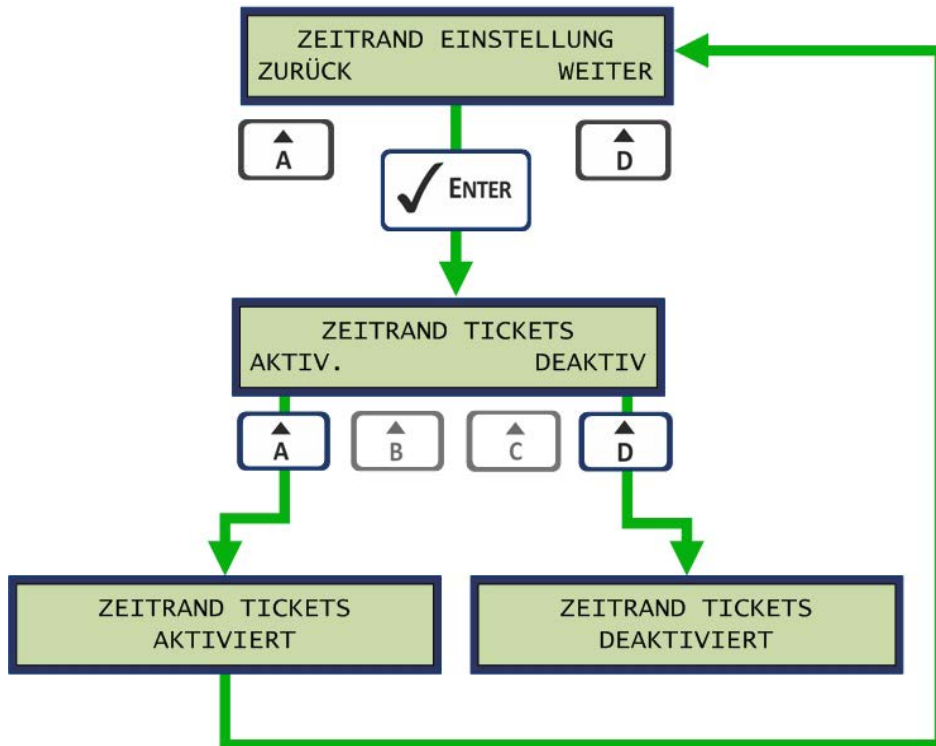 ZEITRAND EINSTELLUNG
ZURÜCK WEITER
A D
✓ ENTER
ZEITRAND TICKETS
AKTIV. DEAKTIV
A B C D
ZEITRAND TICKETS
AKTIVIERT
ZEITRAND TICKETS
DEAKTIVIERT